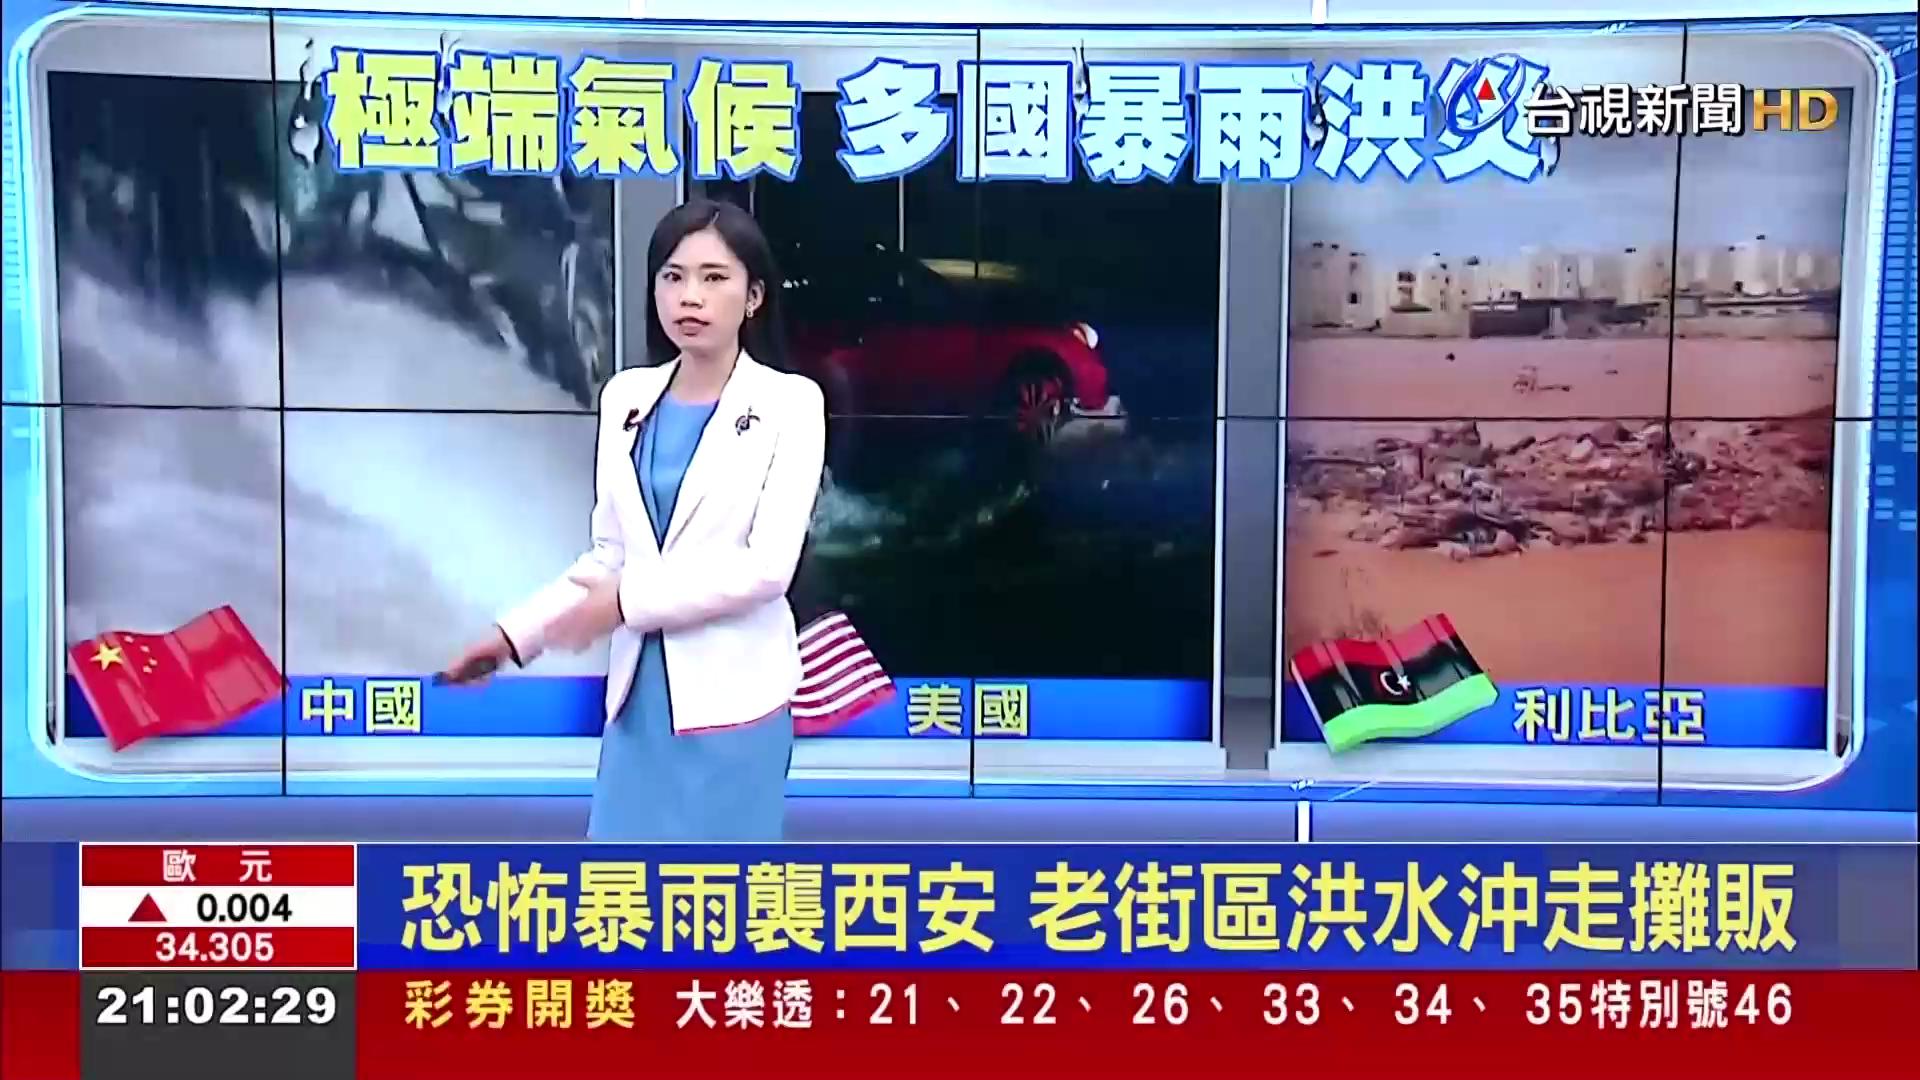 極端氣候 多國暴雨洪災
台視新聞HD
中國
美國
利比亞
歐元
0.004
34.305
恐怖暴雨襲西安 老街區洪水沖走攤販
21:02:29
彩券開獎 大樂透：21、22、26、33、34、35特別號46